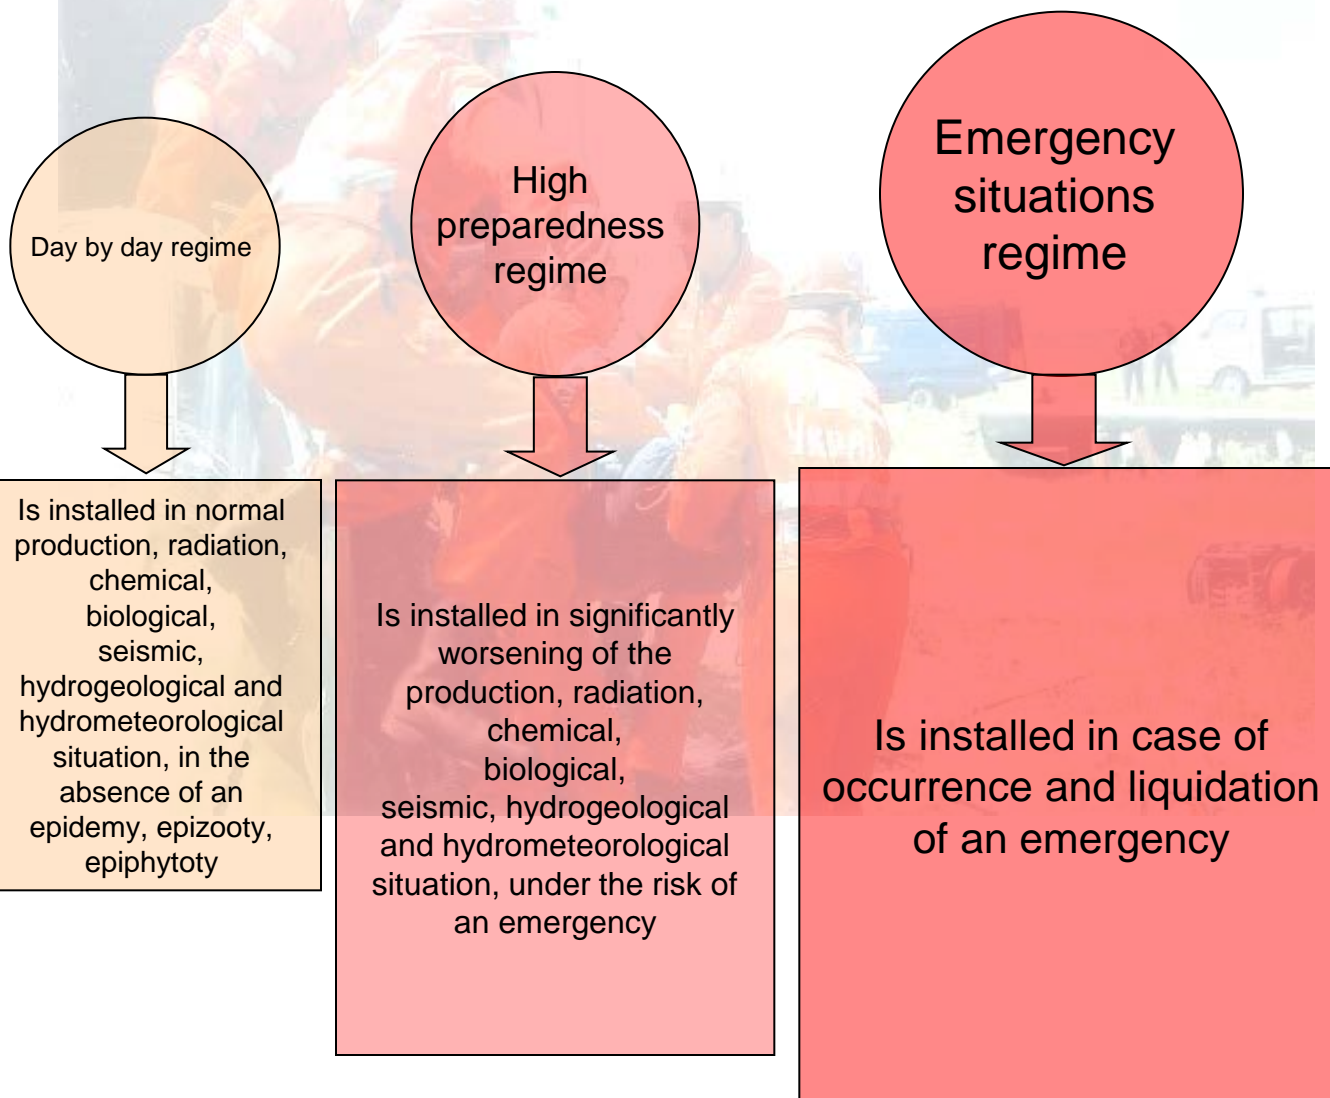 Day by day regime
High
preparedness
regime
Emergency
situations
regime
Is installed in normal
production, radiation,
chemical,
biological,
seismic,
hydrogeological and
hydrometeorological
situation, in the
absence of an
epidemy, epizooty,
epiphytoty
Is installed in significantly
worsening of the
production, radiation,
chemical,
biological,
seismic, hydrogeological
and hydrometeorological
situation, under the risk of
an emergency
Is installed in case of
occurrence and liquidation
of an emergency